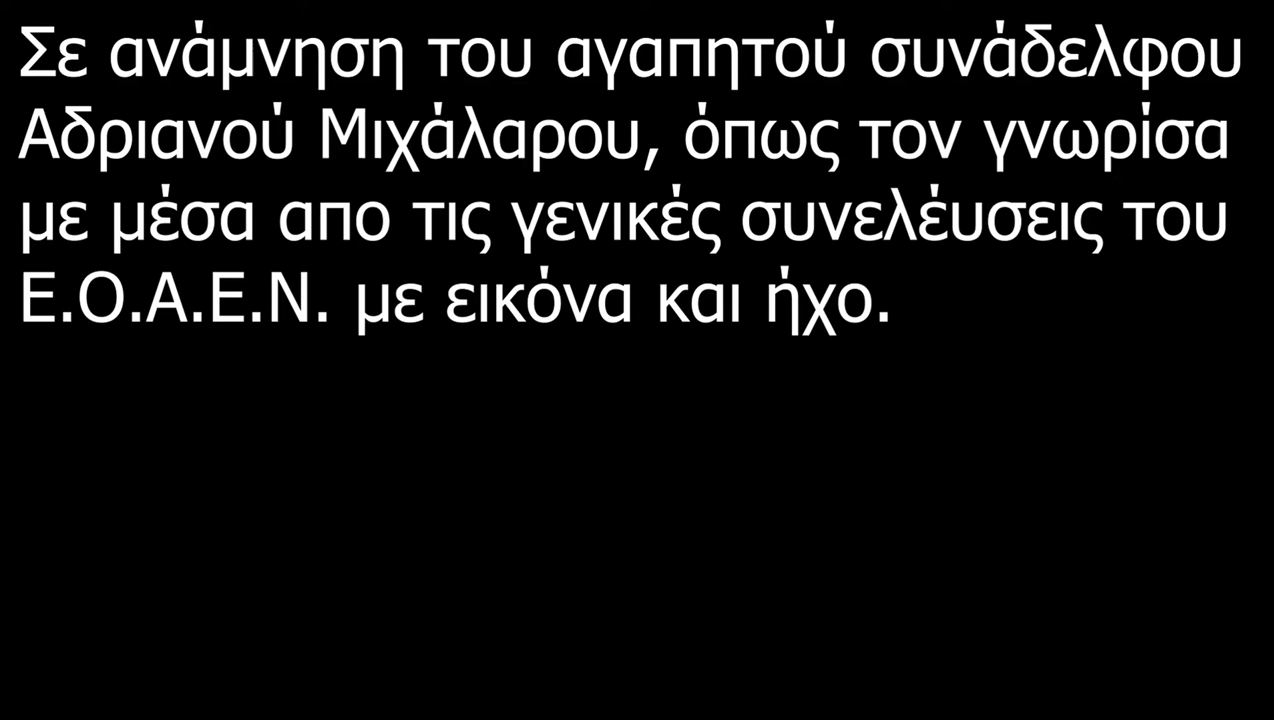 Σε ανάμνηση του αγαπητού συνάδελφου
Αδριανού Μιχάλαρου, όπως τον γνωρίσα
με μέσα απο τις γενικές συνελέυσεις του
Ε.Ο.Α.Ε.Ν. με εικόνα και ήχο.